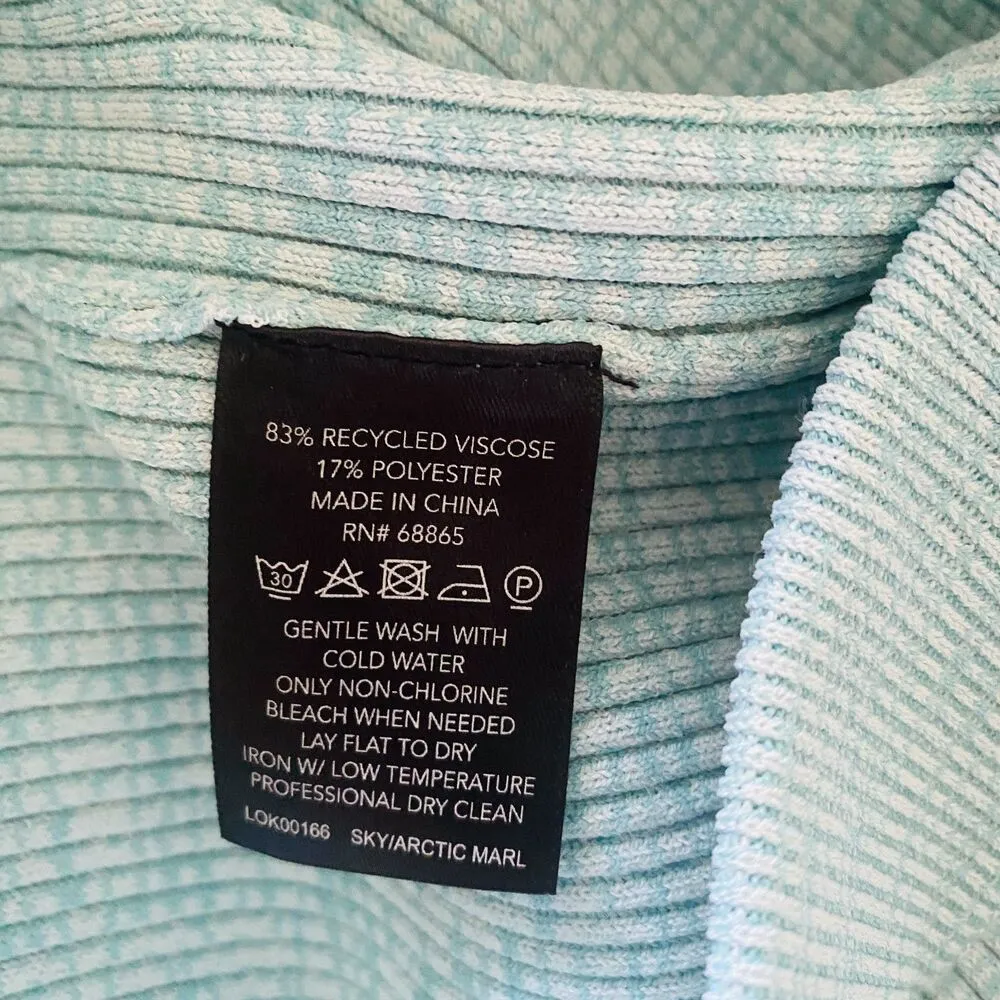 83% RECYCLED VISCOSE
17% POLYESTER
MADE IN CHINA
RN# 68865
30 P
GENTLE WASH WITH
COLD WATER
ONLY NON-CHLORINE
BLEACH WHEN NEEDED
LAY FLAT TO DRY
IRON W/ LOW TEMPERATURE
PROFESSIONAL DRY CLEAN
LOK00166 SKY/ARCTIC MARL